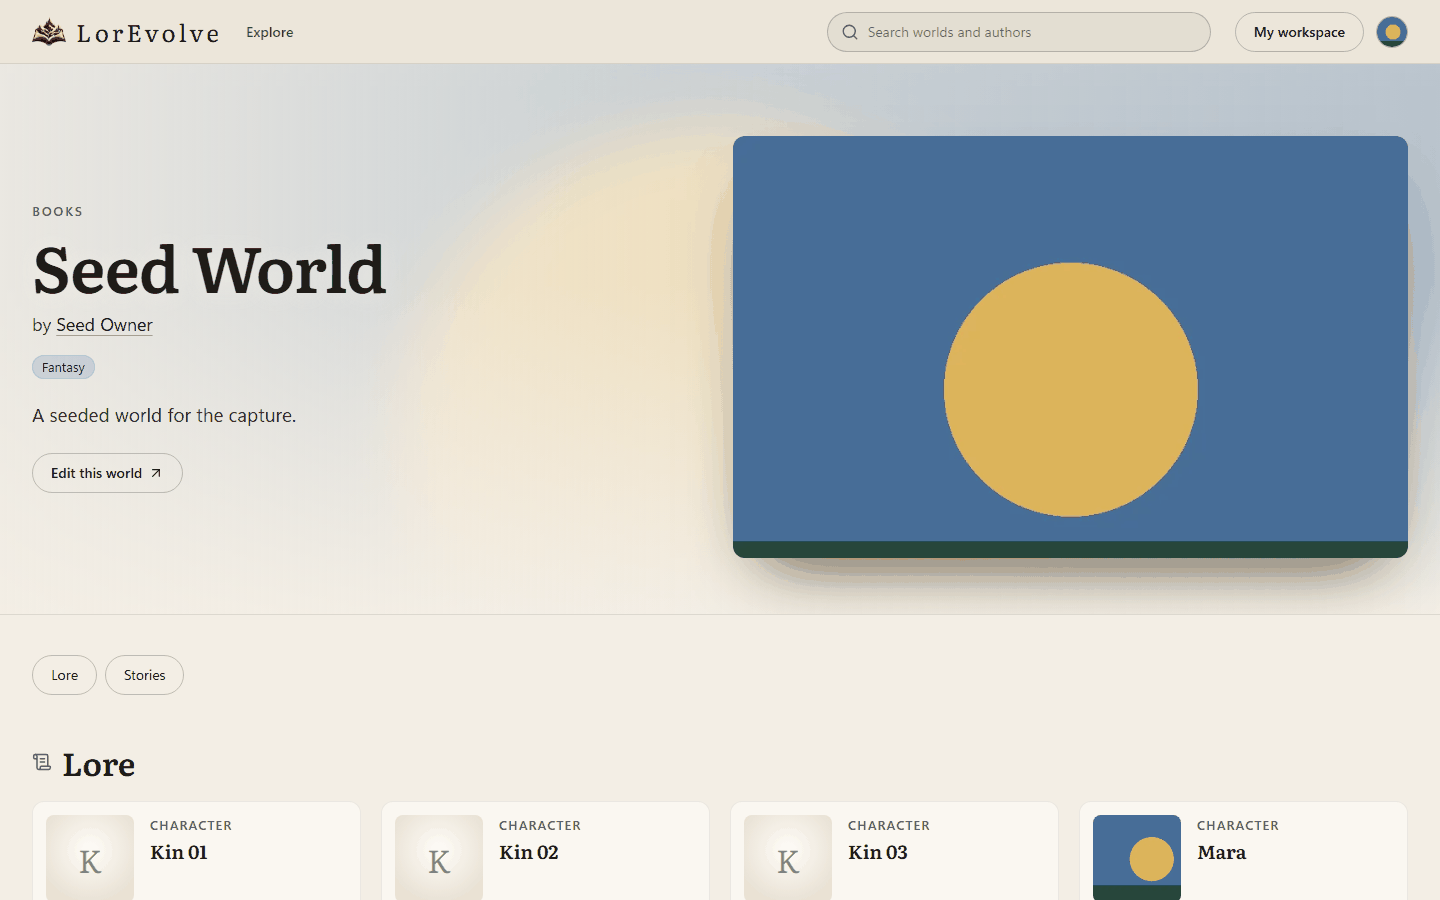 LorEvolve
Explore
Search worlds and authors
My workspace
BOOKS
Seed World
by Seed Owner
Fantasy
A seeded world for the capture.
Edit this world
Lore
Stories
Lore
K
CHARACTER
Kin 01
K
CHARACTER
Kin 02
K
CHARACTER
Kin 03
CHARACTER
Mara